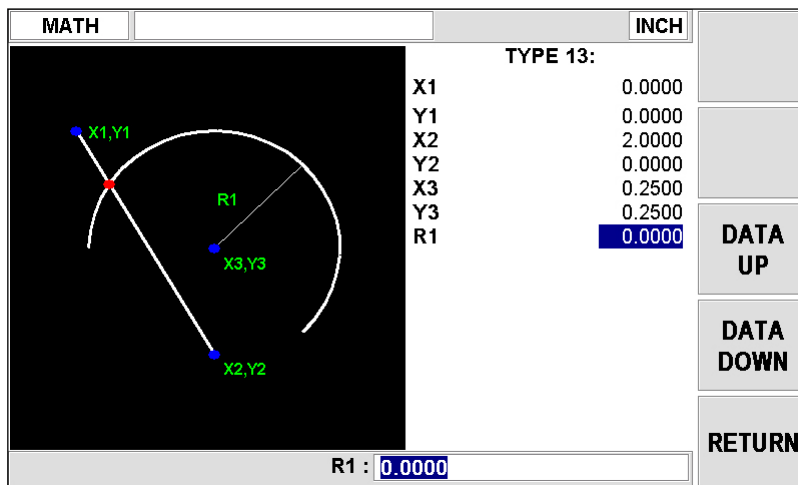 MATH
INCH
TYPE 13:
X1 0.0000
Y1 0.0000
X2 2.0000
Y2 0.0000
X3 0.2500
Y3 0.2500
R1 0.0000
X1,Y1
R1
X3,Y3
X2,Y2
DATA
UP
DATA
DOWN
RETURN
R1 : 0.0000